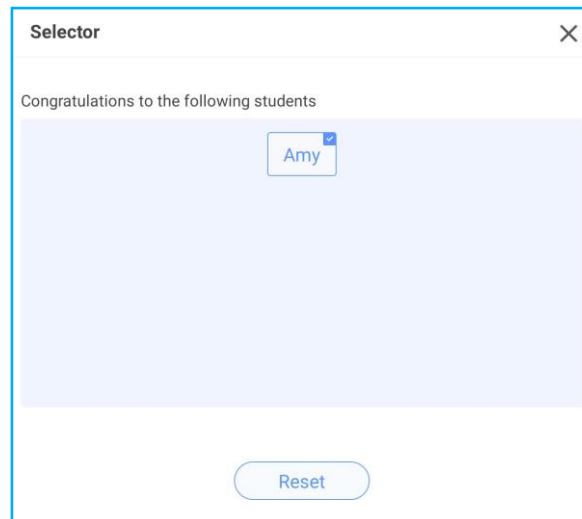 Selector
Congratulations to the following students
Amy
Reset